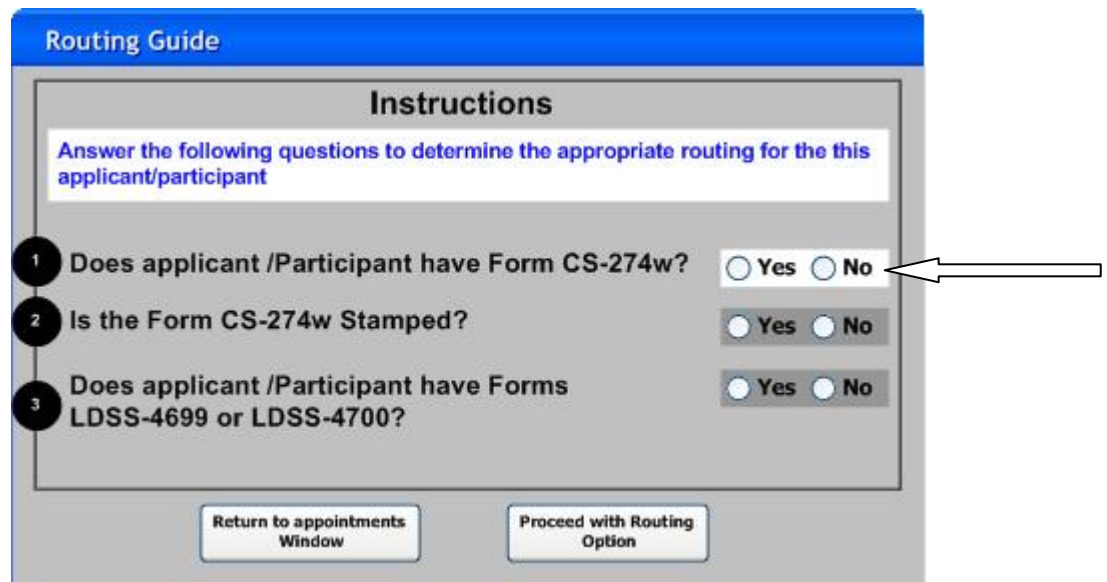 Routing Guide
Instructions
Answer the following questions to determine the appropriate routing for the this
applicant/participant
1 Does applicant /Participant have Form CS-274w? Yes No
2 Is the Form CS-274w Stamped? Yes No
Does applicant /Participant have Forms Yes No
3 LDSS-4699 or LDSS-4700?
Return to appointments Window
Proceed with Routing Option